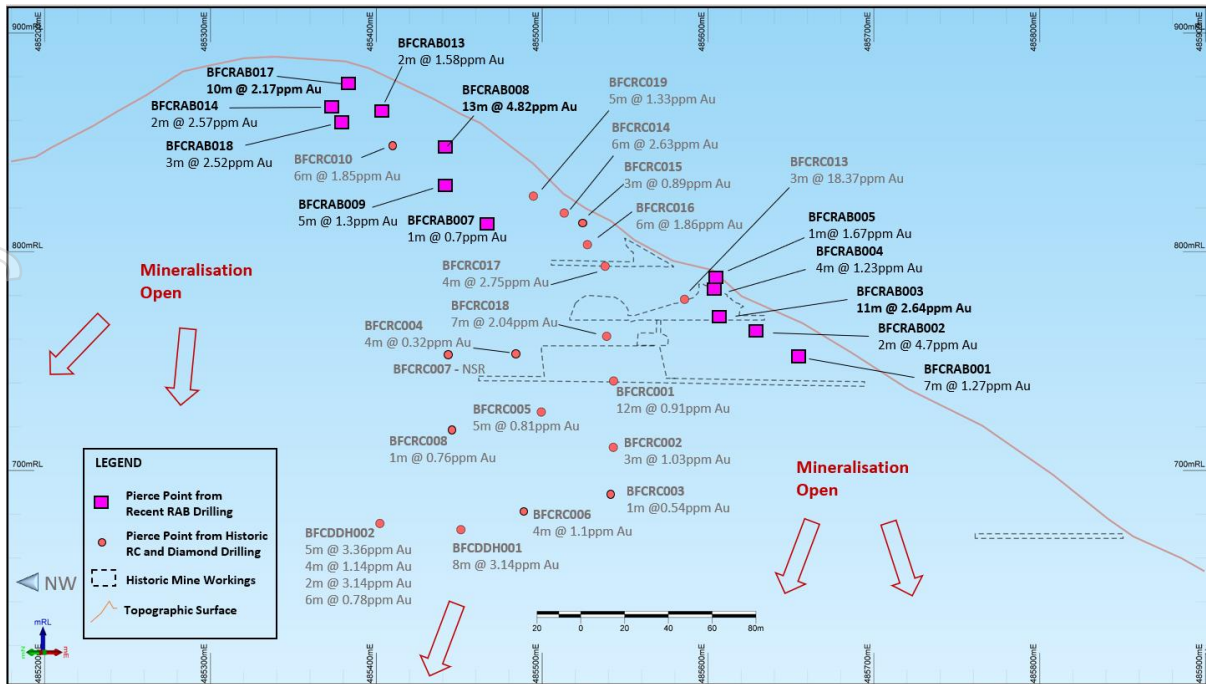 900mRL
485200mE
485300mE
485400mE
485500mE
485600mE
485700mE
485800mE
485900mE
900mRL
BFCRAB013
2m @ 1.58ppm Au
BFCRAB017
10m @ 2.17ppm Au
BFCRAB014
2m @ 2.57ppm Au
BFCRAB018
3m @ 2.52ppm Au
BFCRAB008
13m @ 4.82ppm Au
BFCRC019
5m @ 1.33ppm Au
BFCRC014
6m @ 2.63ppm Au
BFCRC015
3m @ 0.89ppm Au
BFCRC016
6m @ 1.86ppm Au
BFCRC013
3m @ 18.37ppm Au
BFCRC010
6m @ 1.85ppm Au
BFCRAB009
5m @ 1.3ppm Au
BFCRAB007
1m @ 0.7ppm Au
BFCRAB005
1m @ 1.67ppm Au
BFCRAB004
4m @ 1.23ppm Au
BFCRAB003
11m @ 2.64ppm Au
BFCRAB002
2m @ 4.7ppm Au
BFCRAB001
7m @ 1.27ppm Au
800mRL
800mRL
Mineralisation
Open
BFCRC017
4m @ 2.75ppm Au
BFCRC018
7m @ 2.04ppm Au
BFCRC004
4m @ 0.32ppm Au
BFCRC007 - NSR
BFCRC001
12m @ 0.91ppm Au
BFCRC005
5m @ 0.81ppm Au
BFCRC008
1m @ 0.76ppm Au
BFCRC002
3m @ 1.03ppm Au
BFCRC003
1m @0.54ppm Au
BFCRC006
4m @ 1.1ppm Au
BFCDDH002
5m @ 3.36ppm Au
4m @ 1.14ppm Au
2m @ 3.14ppm Au
6m @ 0.78ppm Au
BFCDDH001
8m @ 3.14ppm Au
700mRL
700mRL
Mineralisation
Open
LEGEND
Pierce Point from
Recent RAB Drilling
Pierce Point from Historic
RC and Diamond Drilling
Historic Mine Workings
Topographic Surface
NW
mRL
mE
20 0 20 40 60 80m
485200mE
485300mE
485400mE
485500mE
485600mE
485700mE
485800mE
485900mE